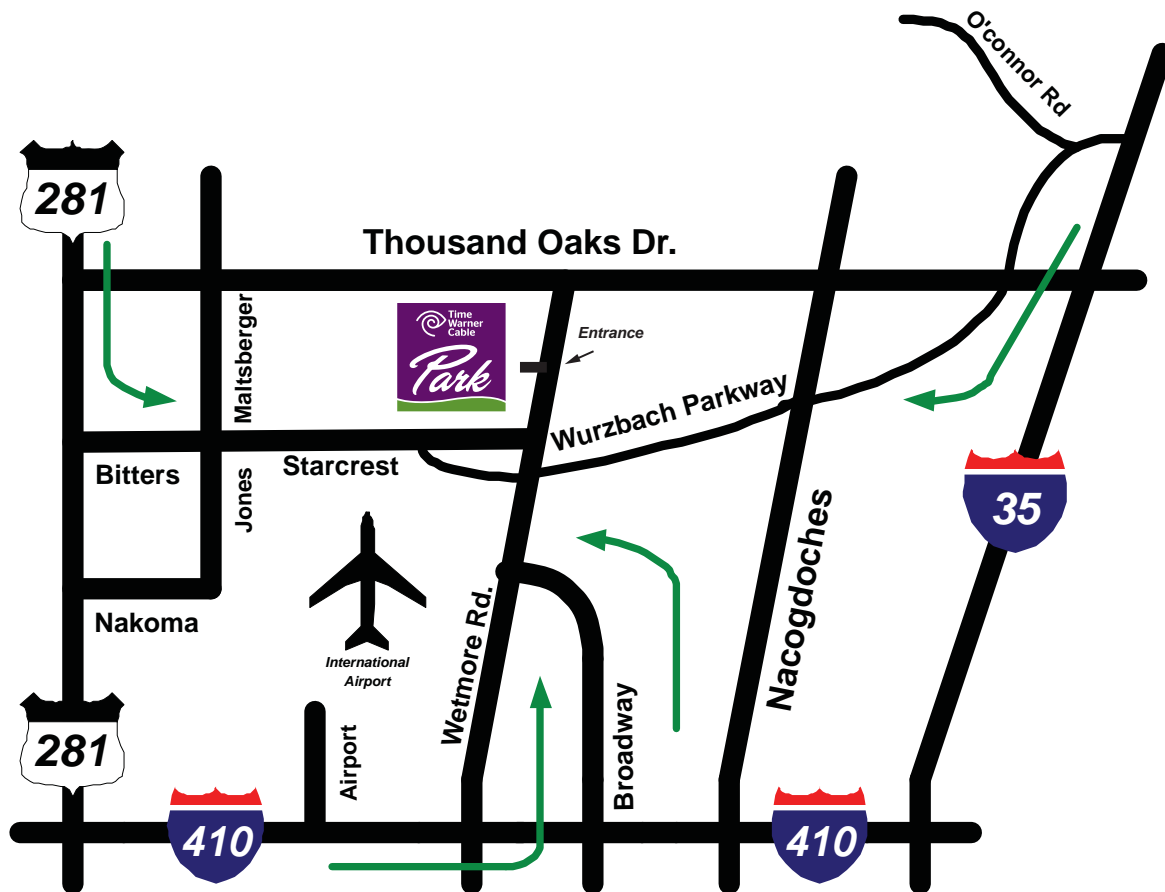 O'connor Rd
281
Thousand Oaks Dr.
Maltsberger
Time
Warner
Cable
Park
Entrance
Wurzbach Parkway
Bitters
Starcrest
Jones
35
Nacogdoches
Nakoma
International
Airport
Wetmore Rd.
281
Airport
Broadway
410
410